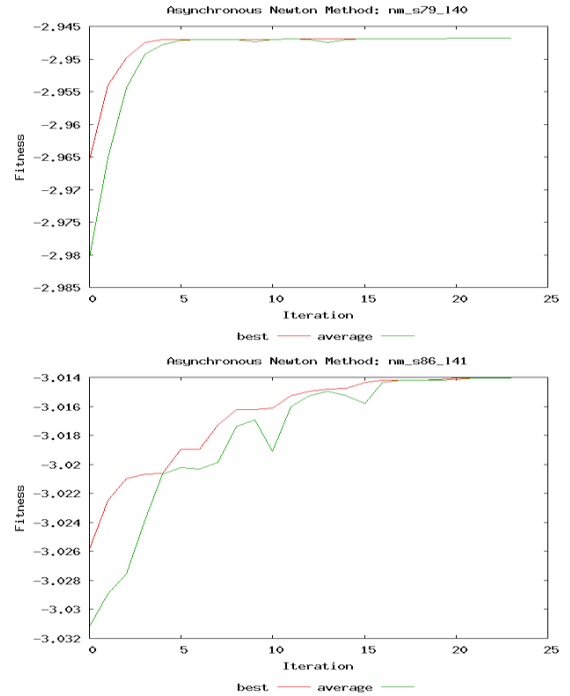 Asynchronous Newton Method: nm_s79_l40
-2.945
-2.95
-2.955
-2.96
-2.965
-2.97
-2.975
-2.98
-2.985
Fitness
0 5 10 15 20 25
Iteration
best average
Asynchronous Newton Method: nm_s86_l41
-3.014
-3.016
-3.018
-3.02
-3.022
-3.024
-3.026
-3.028
-3.03
-3.032
Fitness
0 5 10 15 20 25
Iteration
best average